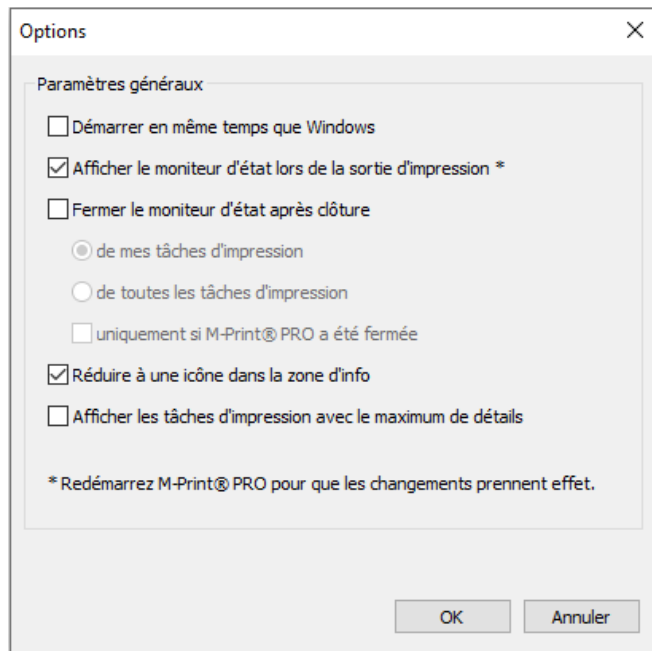 Options
Paramètres généraux
Démarrer en même temps que Windows
Afficher le moniteur d'état lors de la sortie d'impression *
Fermer le moniteur d'état après clôture
de mes tâches d'impression
de toutes les tâches d'impression
uniquement si M-Print® PRO a été fermée
Réduire à une icône dans la zone d'info
Afficher les tâches d'impression avec le maximum de détails
* Redémarrez M-Print® PRO pour que les changements prennent effet.
OK Annuler